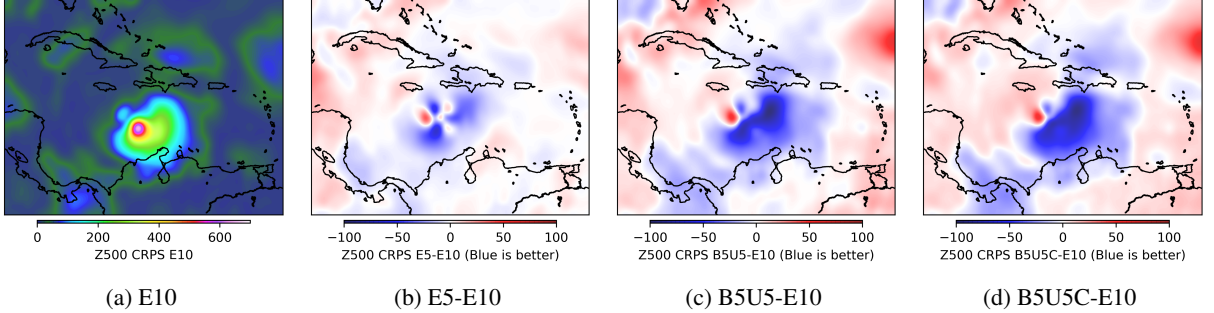 0 200 400 600
Z500 CRPS E10
(a) E10
−100 −50 0 50 100
Z500 CRPS E5-E10 (Blue is better)
(b) E5-E10
−100 −50 0 50 100
Z500 CRPS B5U5-E10 (Blue is better)
(c) B5U5-E10
−100 −50 0 50 100
Z500 CRPS B5U5C-E10 (Blue is better)
(d) B5U5C-E10